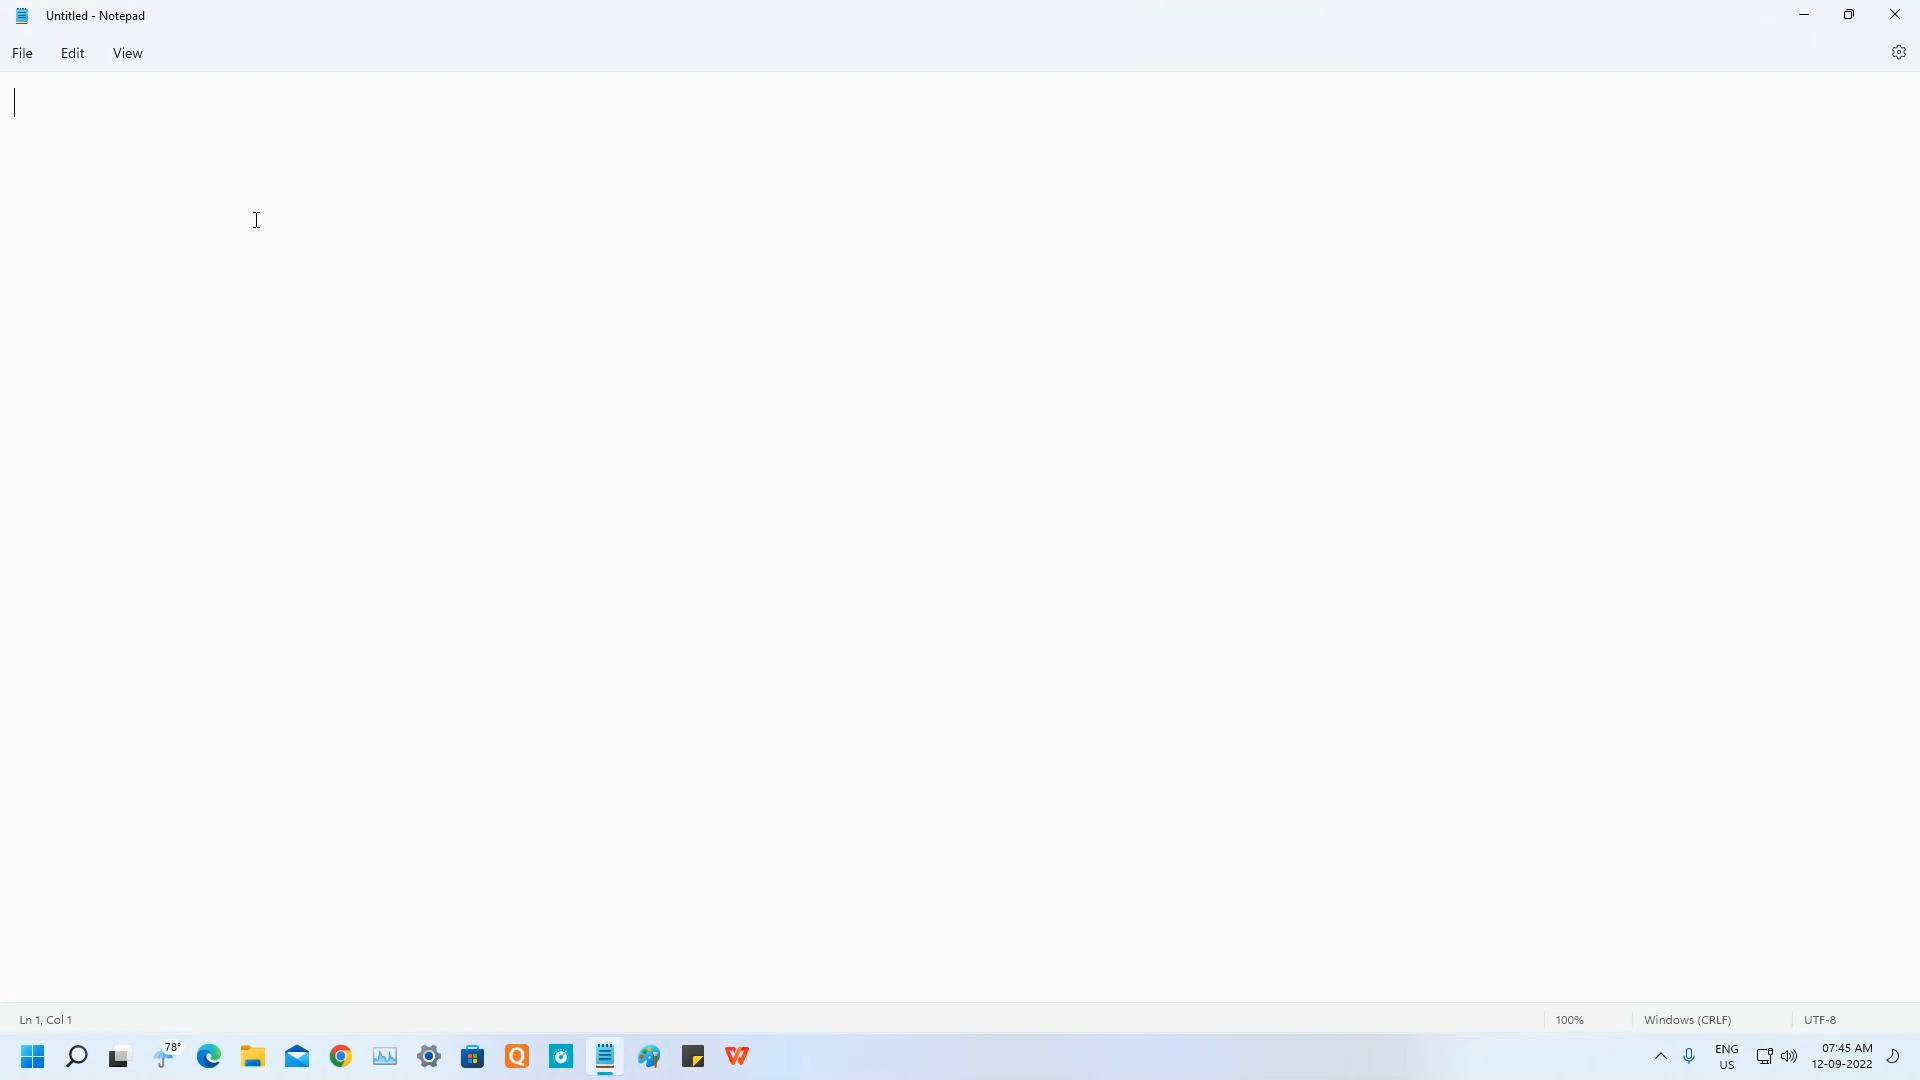 Untitled - Notepad
File Edit View
Ln 1, Col 1
100%
Windows (CRLF)
UTF-8
78°
Q
W
ENG
US
07:45 AM
12-09-2022